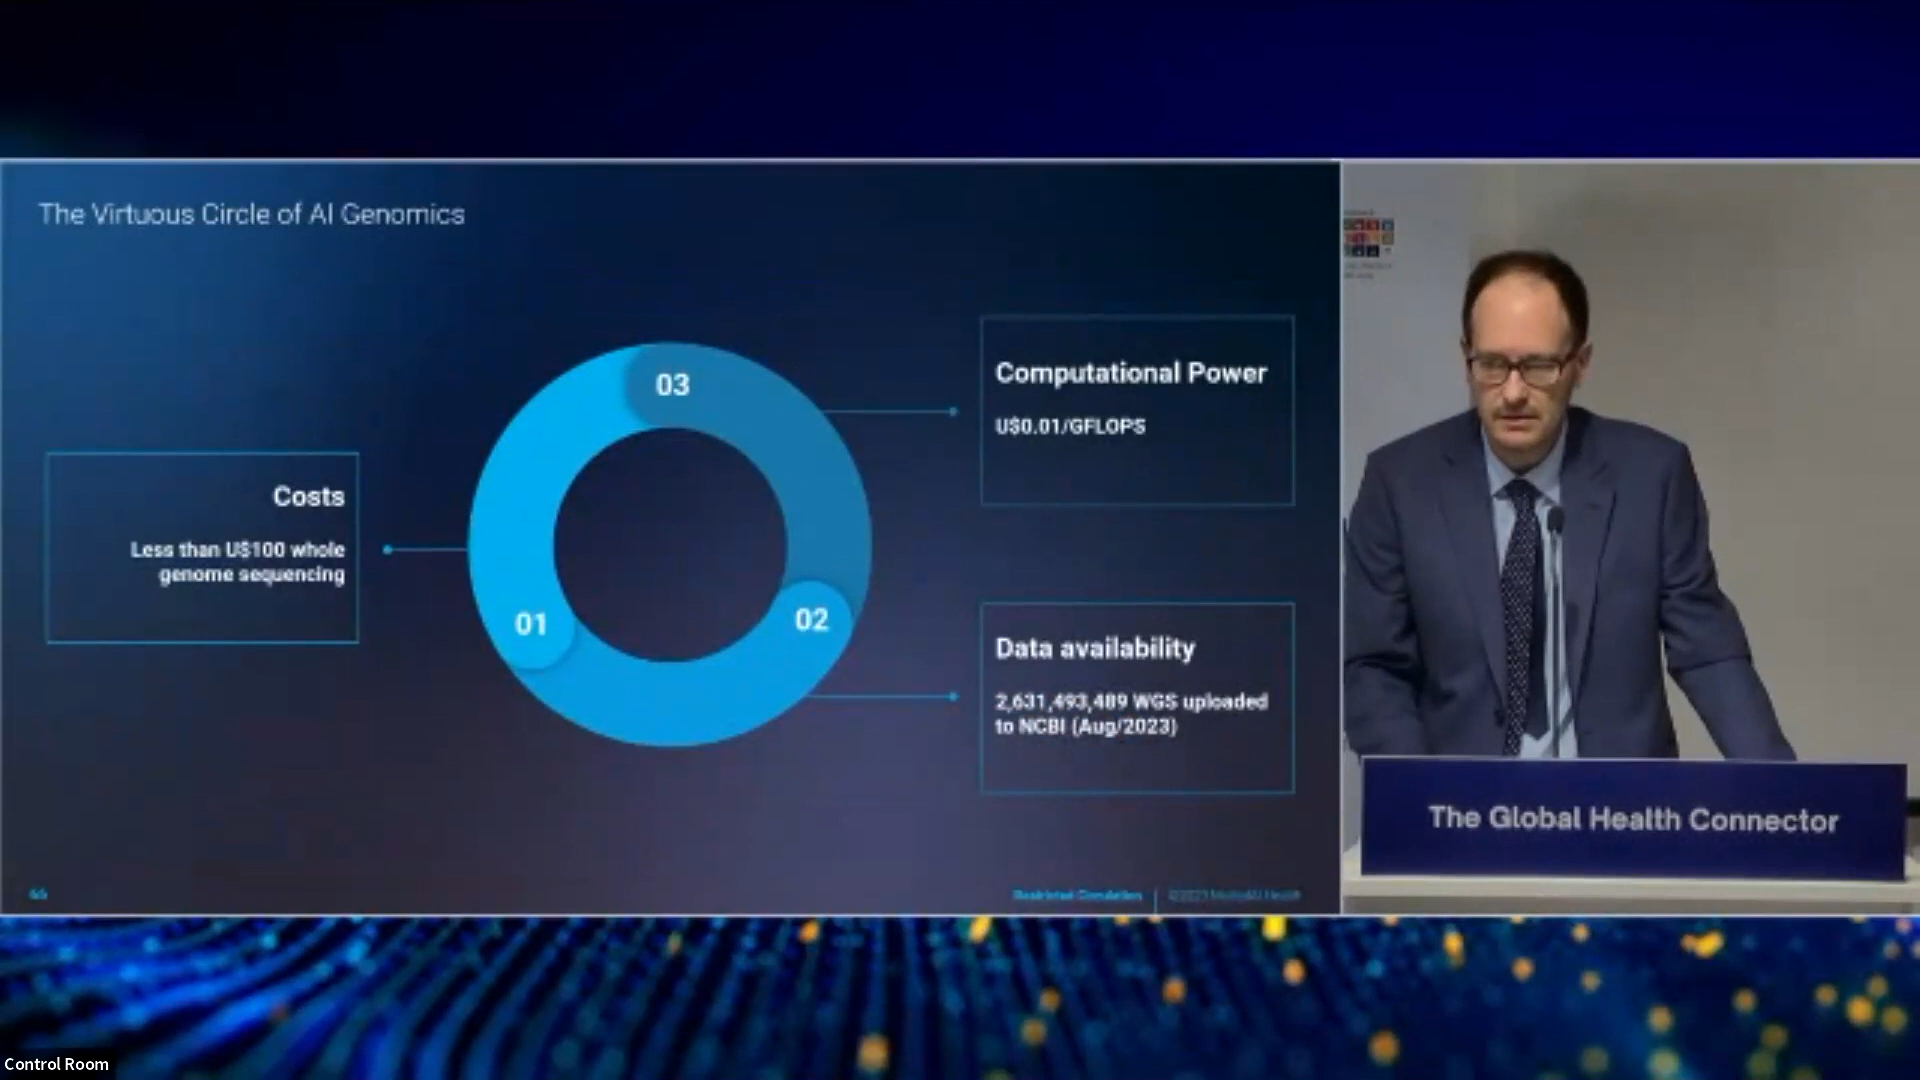 The Virtuous Circle of AI Genomics
03
Computational Power
U$0.01/GFLOPS
Costs
Less than U$100 whole
genome sequencing
01
02
Data availability
2,631,493,489 WGS uploaded
to NCBI (Aug/2023)
The Global Health Connector
Restricted Circulation
Control Room